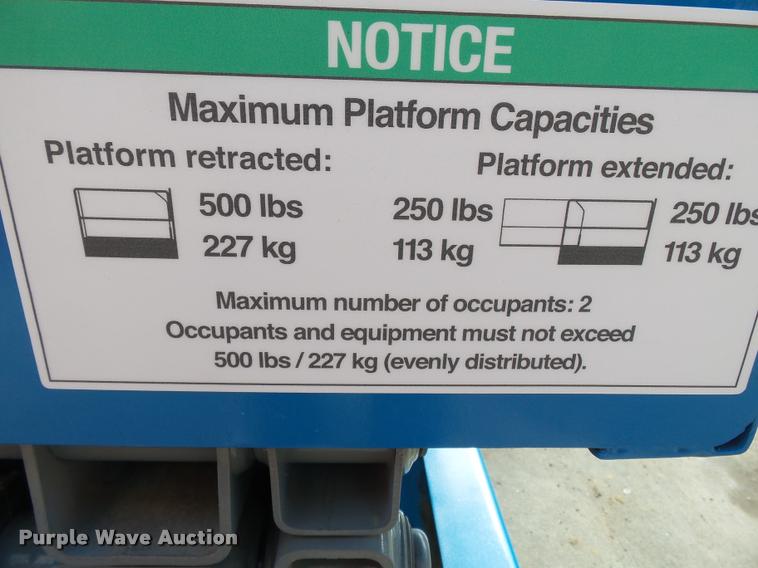 NOTICE
Maximum Platform Capacities
Platform retracted: Platform extended:
500 lbs 250 lbs 250 lbs
227 kg 113 kg 113 kg
Maximum number of occupants: 2
Occupants and equipment must not exceed
500 lbs / 227 kg (evenly distributed).
Purple Wave Auction